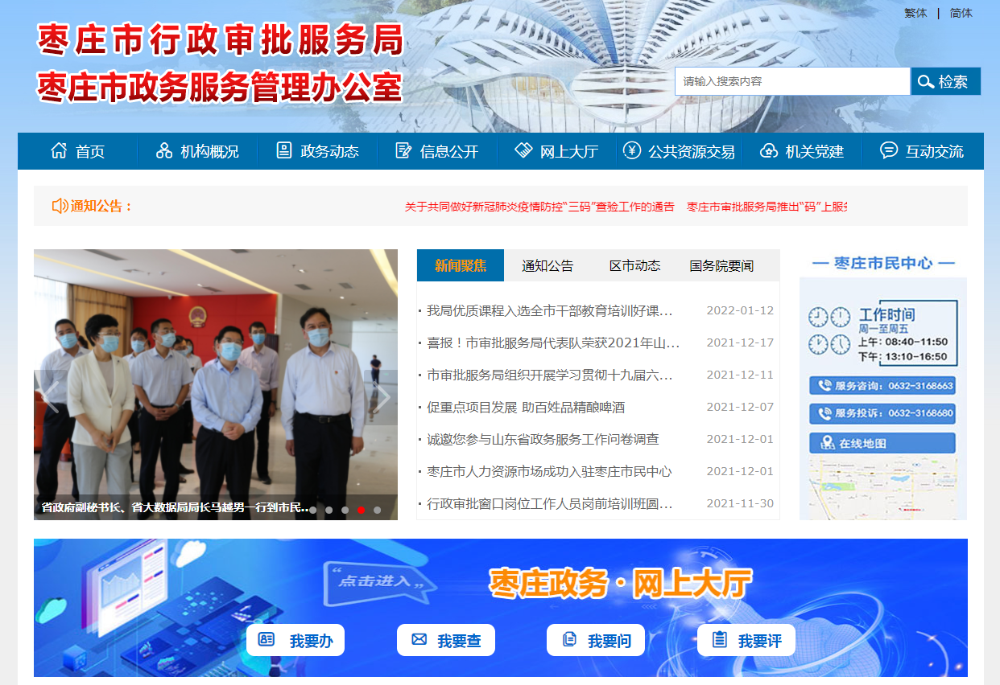 繁体 | 简体
枣庄市行政审批服务局
枣庄市政务服务管理办公室
请输入搜索内容
检索
首页 机构概况 政务动态 信息公开 网上大厅 公共资源交易 机关党建 互动交流
通知公告：
关于共同做好新冠肺炎疫情防控“三码”查验工作的通告 枣庄市审批服务局推出“码”上服务
省政府副秘书长、省大数据局局长马越男一行到市民...
新闻聚焦 通知公告 区市动态 国务院要闻
我局优质课程入选全市干部教育培训好课... 2022-01-12
喜报！市审批服务局代表队荣获2021年山... 2021-12-17
市审批服务局组织开展学习贯彻十九届六... 2021-12-11
促重点项目发展 助百姓品精酿啤酒 2021-12-07
诚邀您参与山东省政务服务工作问卷调查 2021-12-01
枣庄市人力资源市场成功入驻枣庄市民中心 2021-12-01
行政审批窗口岗位工作人员岗前培训班圆... 2021-11-30
— 枣庄市民中心 —
工作时间
周一至周五
上午: 08:40-11:50
下午: 13:10-16:50
服务咨询: 0632-3168663
服务投诉: 0632-3168680
在线地图
“点击进入”
枣庄政务·网上大厅
我要办 我要查 我要问 我要评